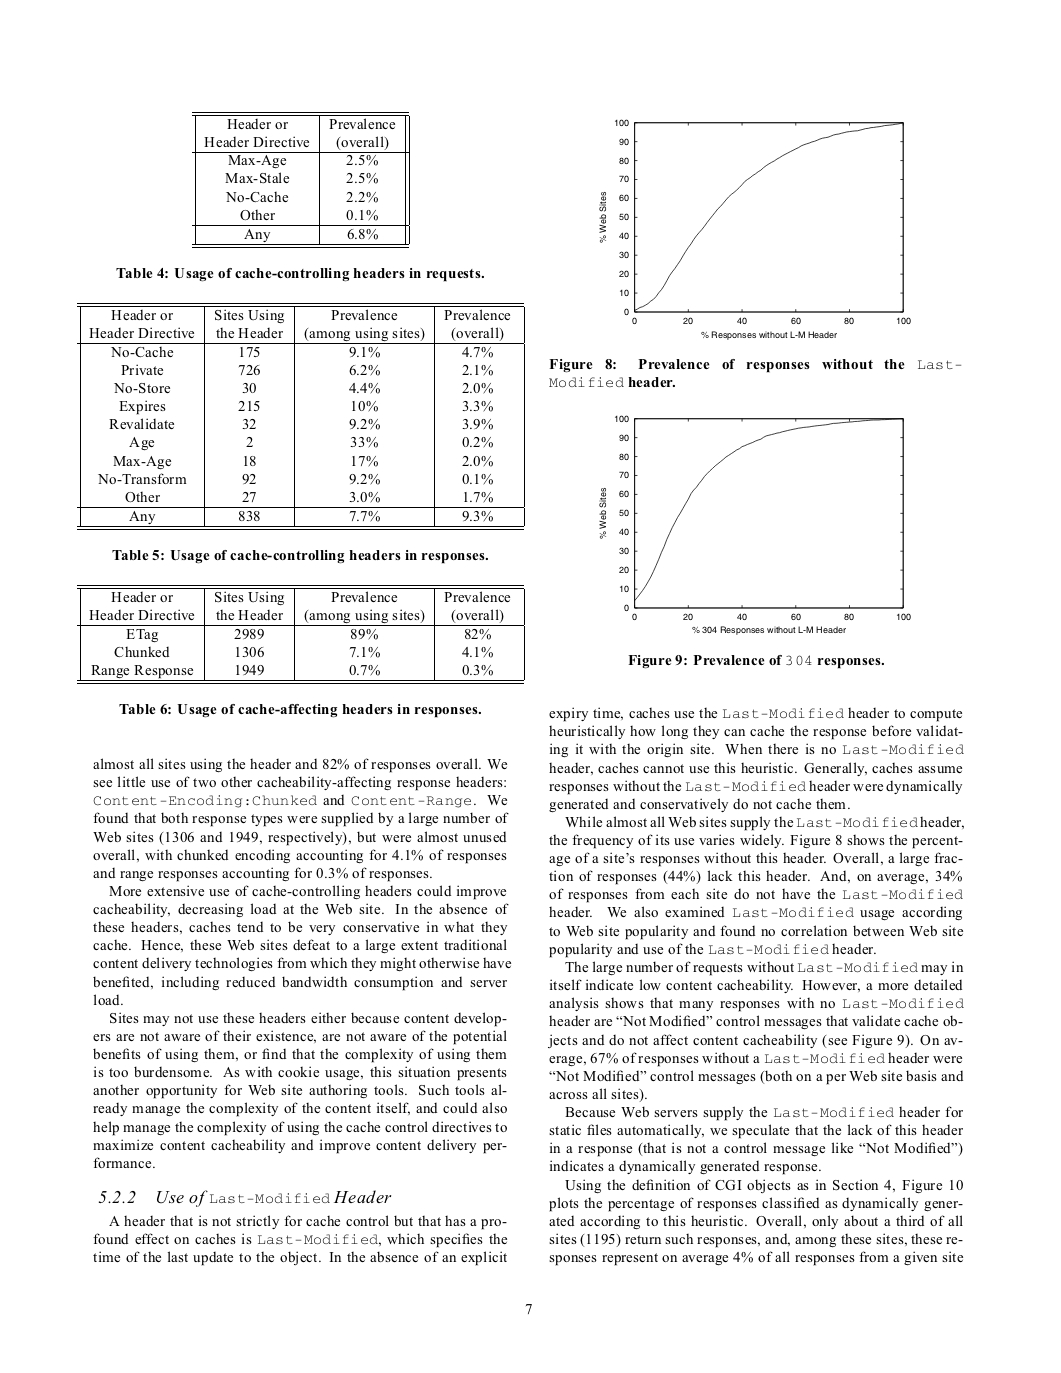 Header or Prevalence
Header Directive (overall)
Max-Age 2.5%
Max-Stale 2.5%
No-Cache 2.2%
Other 0.1%
Any 6.8%
Table 4: Usage of cache-controlling headers in requests.
Header or Sites Using Prevalence Prevalence
Header Directive the Header (among using sites) (overall)
No-Cache 175 9.1% 4.7%
Private 726 6.2% 2.1%
No-Store 30 4.4% 2.0%
Expires 215 10% 3.3%
Revalidate 32 9.2% 3.9%
Age 2 33% 0.2%
Max-Age 18 17% 2.0%
No-Transform 92 9.2% 0.1%
Other 27 3.0% 1.7%
Any 838 7.7% 9.3%
Table 5: Usage of cache-controlling headers in responses.
Header or Sites Using Prevalence Prevalence
Header Directive the Header (among using sites) (overall)
ETag 2989 89% 82%
Chunked 1306 7.1% 4.1%
Range Response 1949 0.7% 0.3%
Table 6: Usage of cache-affecting headers in responses.
almost all sites using the header and 82% of responses overall. We
see little use of two other cacheability-affecting response headers:
Content-Encoding:Chunked and Content-Range. We
found that both response types were supplied by a large number of
Web sites (1306 and 1949, respectively), but were almost unused
overall, with chunked encoding accounting for 4.1% of responses
and range responses accounting for 0.3% of responses.
More extensive use of cache-controlling headers could improve
cacheability, decreasing load at the Web site. In the absence of
these headers, caches tend to be very conservative in what they
cache. Hence, these Web sites defeat to a large extent traditional
content delivery technologies from which they might otherwise have
benefited, including reduced bandwidth consumption and server
load.
Sites may not use these headers either because content develop-
ers are not aware of their existence, are not aware of the potential
benefits of using them, or find that the complexity of using them
is too burdensome. As with cookie usage, this situation presents
another opportunity for Web site authoring tools. Such tools al-
ready manage the complexity of the content itself, and could also
help manage the complexity of using the cache control directives to
maximize content cacheability and improve content delivery per-
formance.
5.2.2 Use of Last-Modified Header
A header that is not strictly for cache control but that has a pro-
found effect on caches is Last-Modified, which specifies the
time of the last update to the object. In the absence of an explicit
100
90
80
70
60
50
40
30
20
10
0
% Web Sites
0 20 40 60 80 100
% Responses without L-M Header
Figure 8: Prevalence of responses without the Last-
Modified header.
100
90
80
70
60
50
40
30
20
10
0
% Web Sites
0 20 40 60 80 100
% 304 Responses without L-M Header
Figure 9: Prevalence of 304 responses.
expiry time, caches use the Last-Modified header to compute
heuristically how long they can cache the response before validat-
ing it with the origin site. When there is no Last-Modified
header, caches cannot use this heuristic. Generally, caches assume
responses without the Last-Modified header were dynamically
generated and conservatively do not cache them.
While almost all Web sites supply the Last-Modified header,
the frequency of its use varies widely. Figure 8 shows the percent-
age of a site's responses without this header. Overall, a large frac-
tion of responses (44%) lack this header. And, on average, 34%
of responses from each site do not have the Last-Modified
header. We also examined Last-Modified usage according
to Web site popularity and found no correlation between Web site
popularity and use of the Last-Modified header.
The large number of requests without Last-Modified may in
itself indicate low content cacheability. However, a more detailed
analysis shows that many responses with no Last-Modified
header are “Not Modified” control messages that validate cache ob-
jects and do not affect content cacheability (see Figure 9). On av-
erage, 67% of responses without a Last-Modified header were
“Not Modified” control messages (both on a per Web site basis and
across all sites).
Because Web servers supply the Last-Modified header for
static files automatically, we speculate that the lack of this header
in a response (that is not a control message like “Not Modified”)
indicates a dynamically generated response.
Using the definition of CGI objects as in Section 4, Figure 10
plots the percentage of responses classified as dynamically gener-
ated according to this heuristic. Overall, only about a third of all
sites (1195) return such responses, and, among these sites, these re-
sponses represent on average 4% of all responses from a given site
7